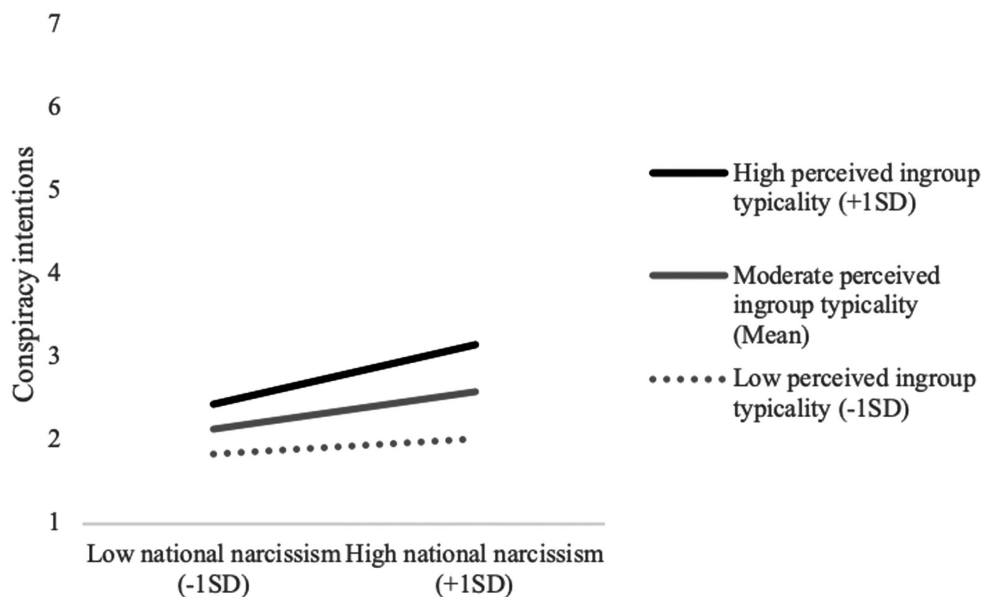 7
6
5
4
3
2
1
Conspiracy intentions
Low national narcissism
(-1SD)
High national narcissism
(+1SD)
High perceived ingroup
typicality (+1SD)
Moderate perceived
ingroup typicality
(Mean)
Low perceived ingroup
typicality (-1SD)